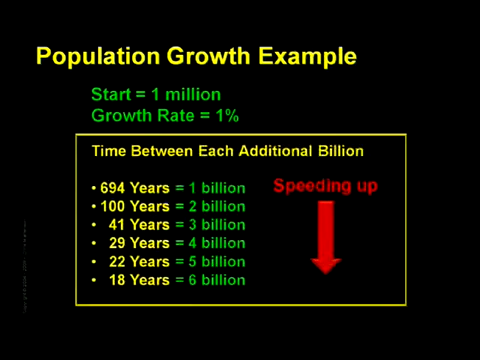 Population Growth Example
Start = 1 million
Growth Rate = 1%
Time Between Each Additional Billion
• 694 Years = 1 billion
• 100 Years = 2 billion
• 41 Years = 3 billion
• 29 Years = 4 billion
• 22 Years = 5 billion
• 18 Years = 6 billion
Speeding up